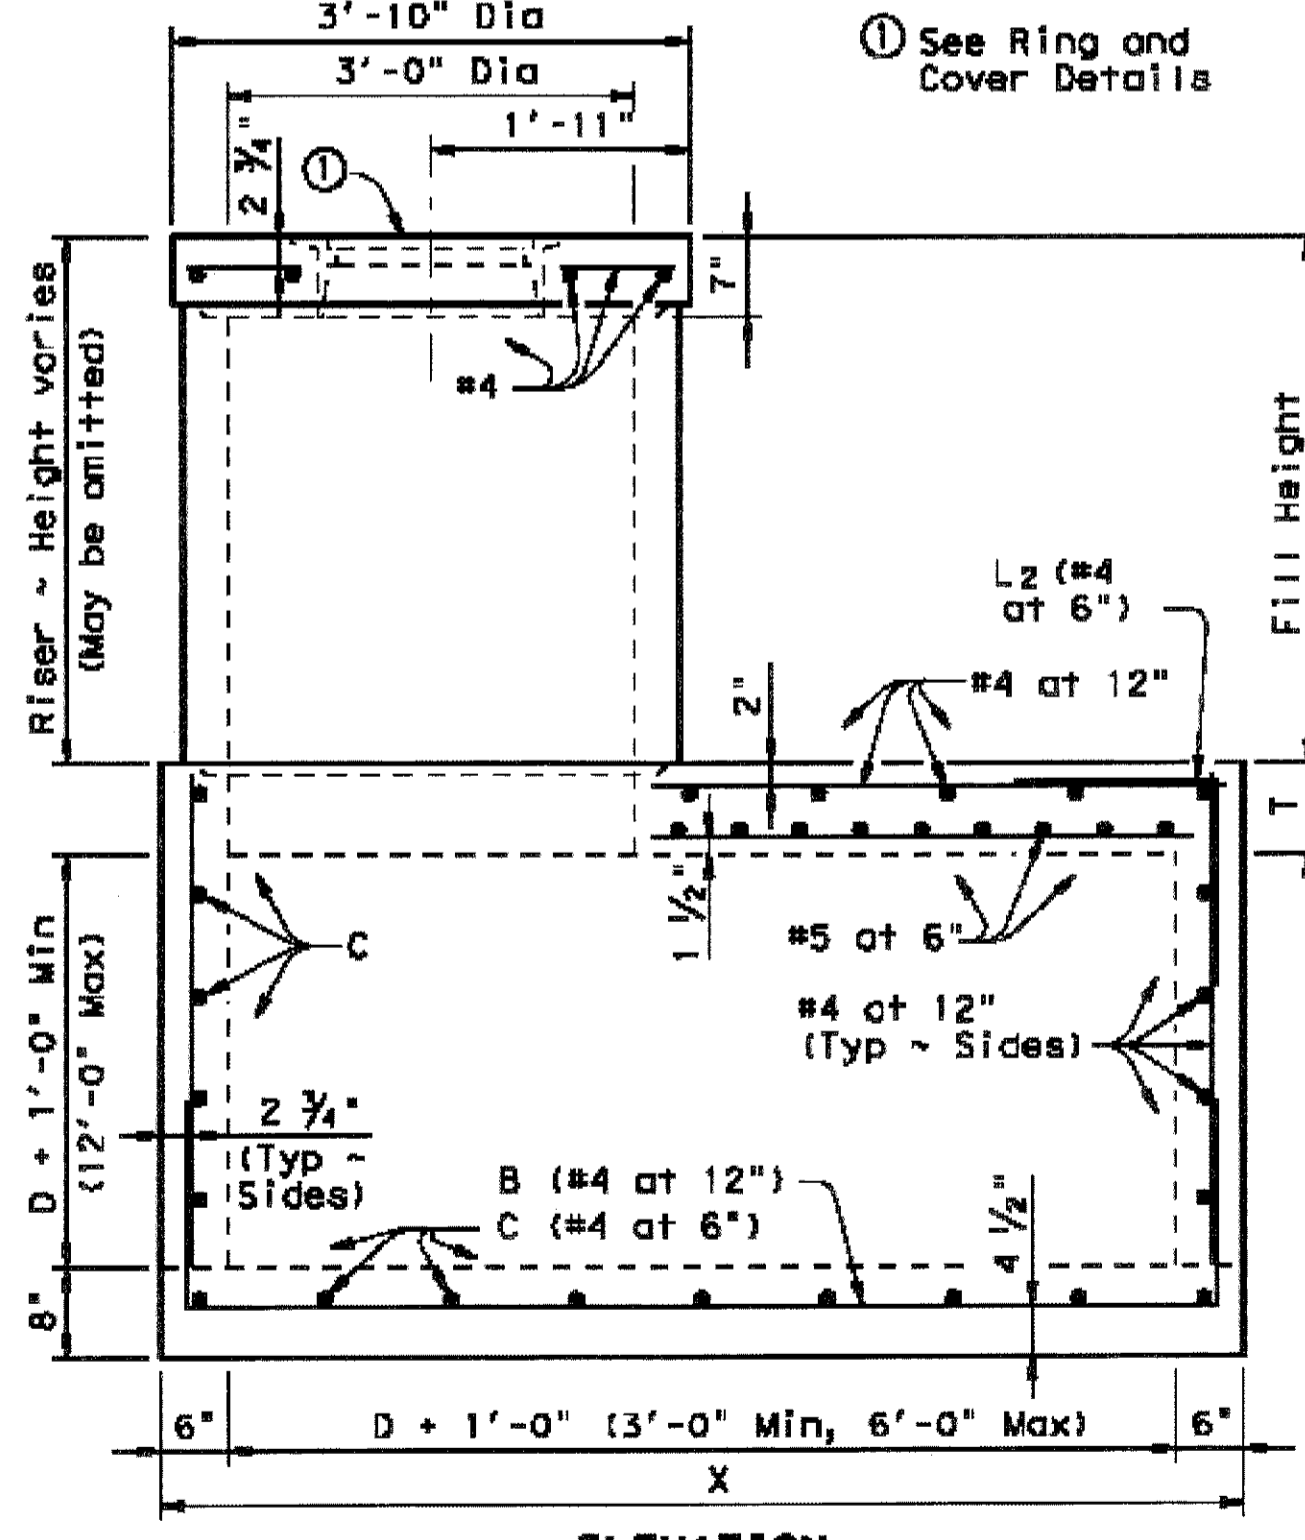 3'-10" Dia
3'-0" Dia
1'-11"
① See Ring and
Cover Details
2 3/4"
①
7"
#4
Riser ~ Height varies
(May be omitted)
Fill Height
L2 (#4
at 6")
#4 at 12"
2"
T
1 1/2"
C
#5 at 6"
#4 at 12"
(Typ ~ Sides)
D + 1'-0" Min
(12'-0" Max)
2 3/4"
(Typ ~
Sides)
B (#4 at 12")
C (#4 at 6")
4 1/2"
8"
6"
D + 1'-0" (3'-0" Min, 6'-0" Max)
6"
X
ELEVATION